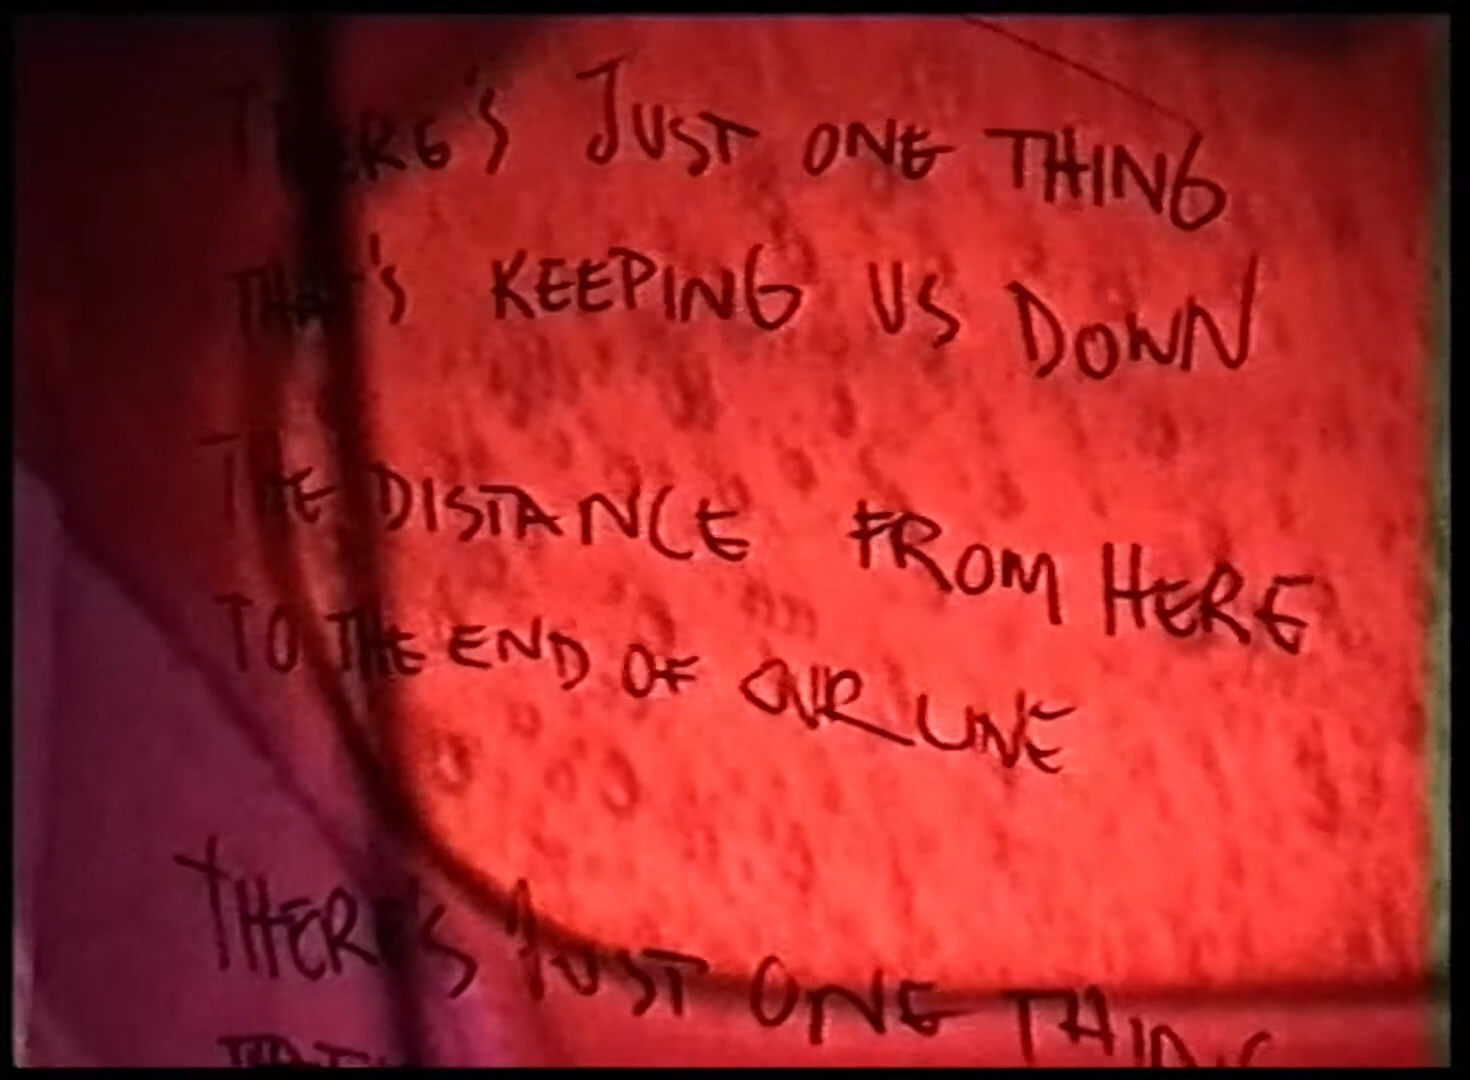 THERE'S JUST ONE THING
THAT'S KEEPING US DOWN
THE DISTANCE FROM HERE
TO THE END OF OUR LINE
THERE'S JUST ONE THING